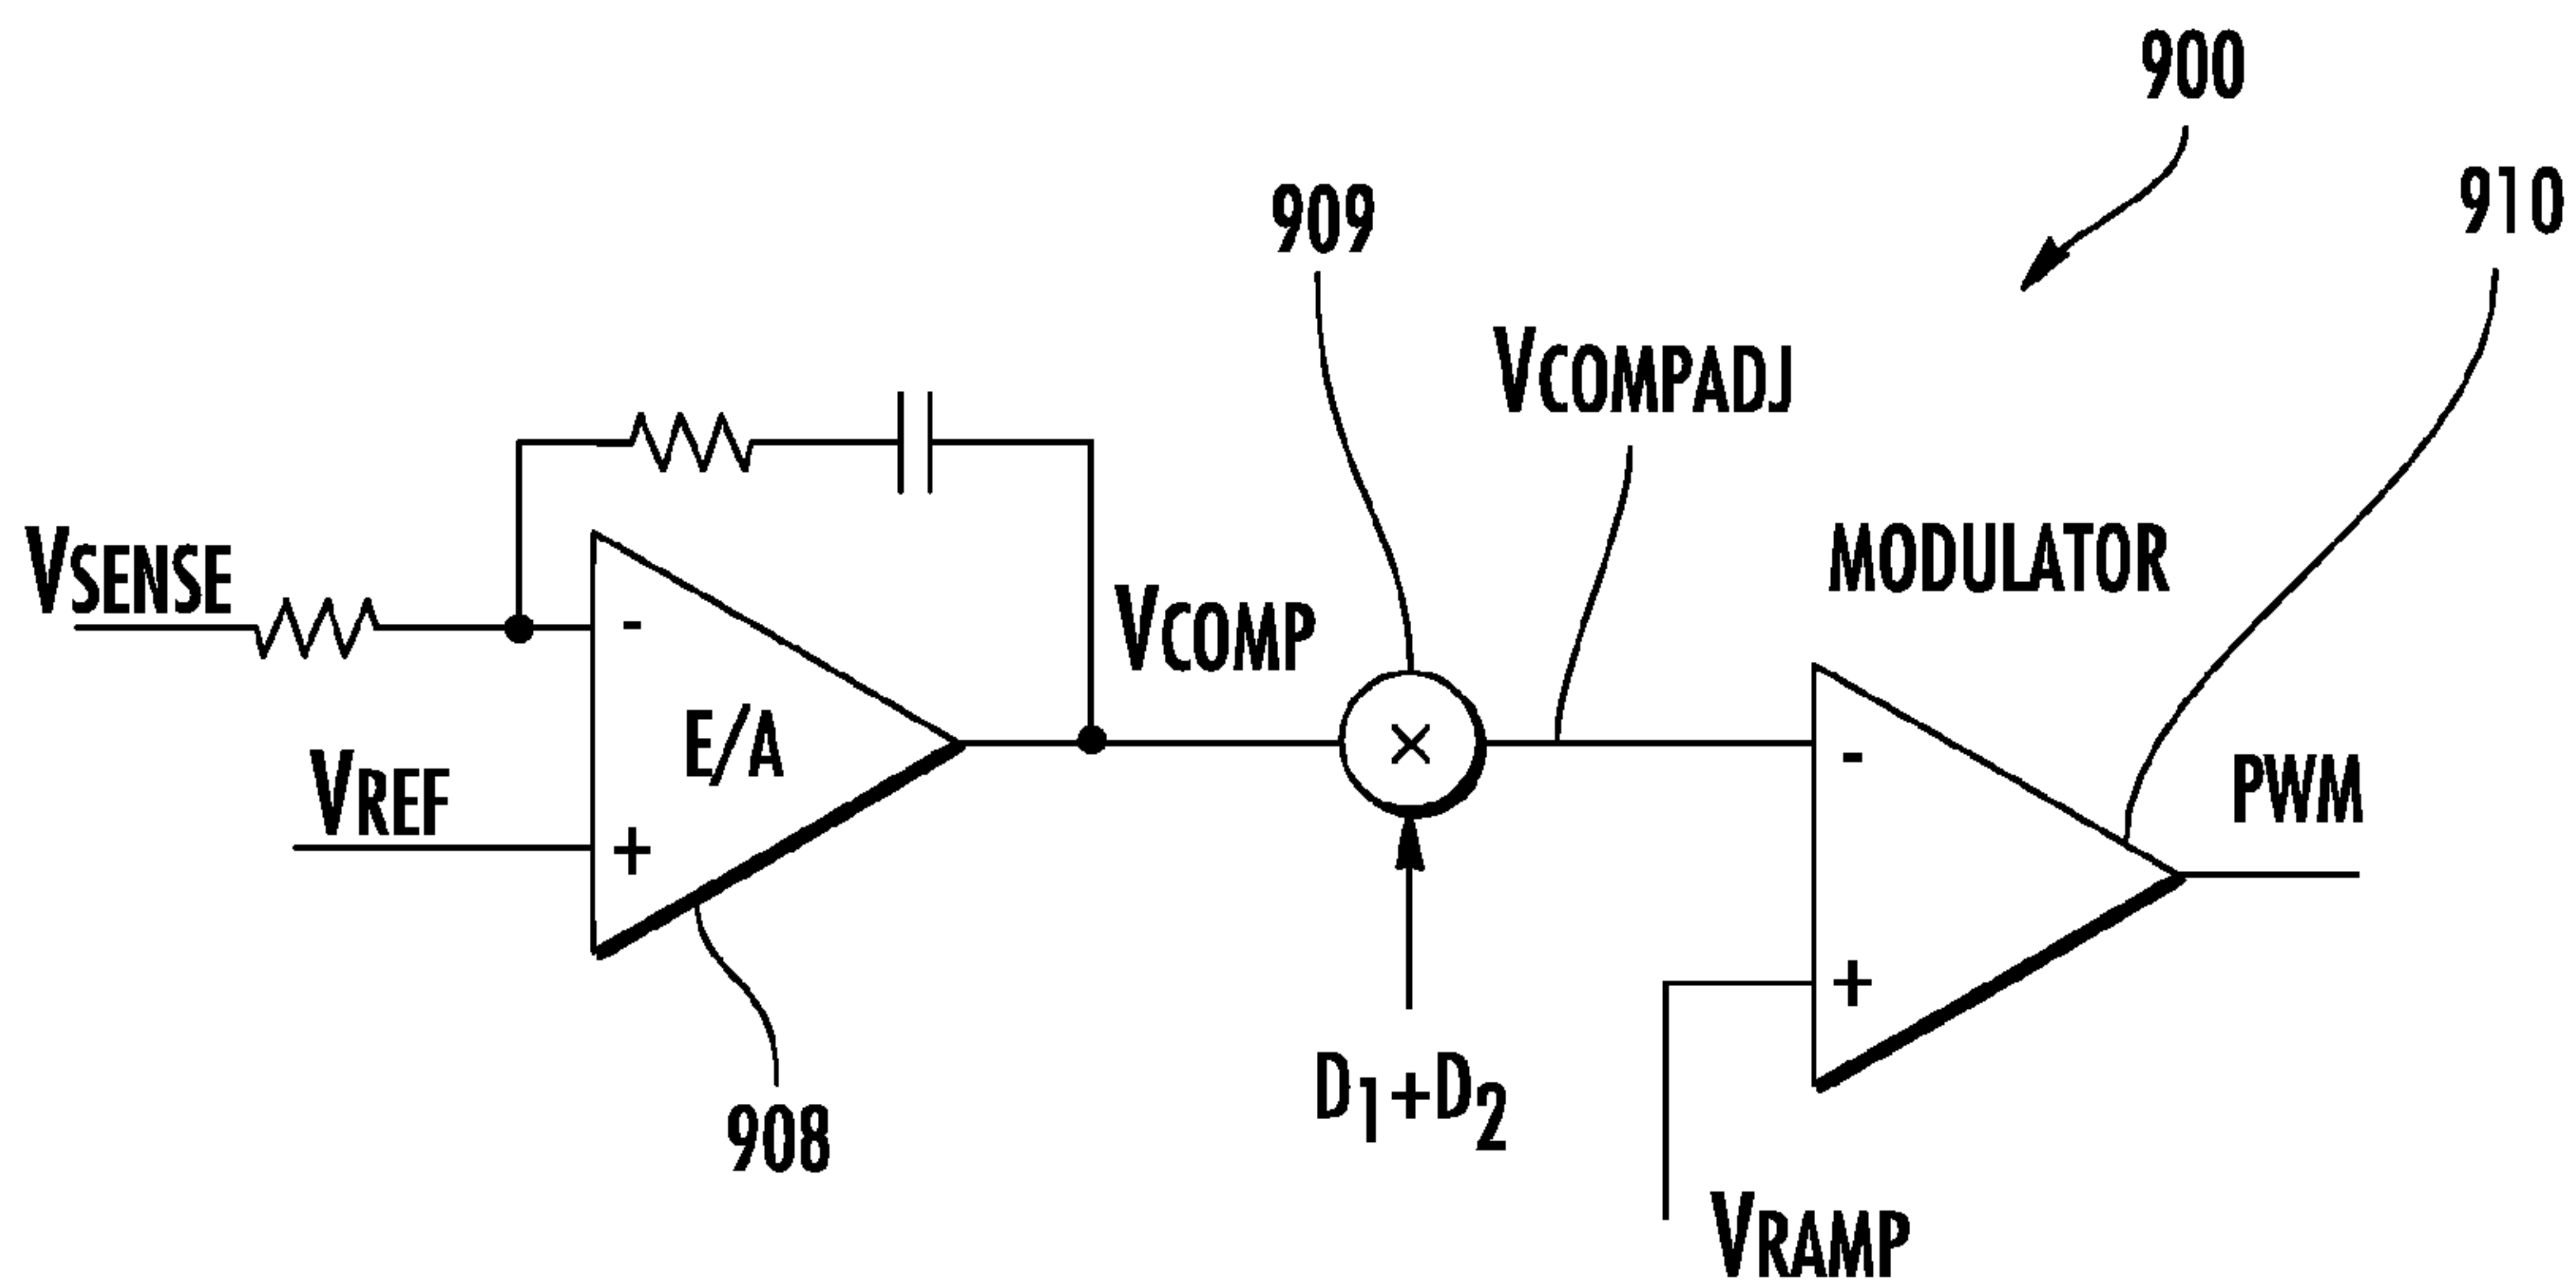 900
910
909
VCOMPADJ
MODULATOR
VSENSE
-
VCOMP
E/A
×
-
VREF
+
PWM
+
D1+D2
908
VRAMP